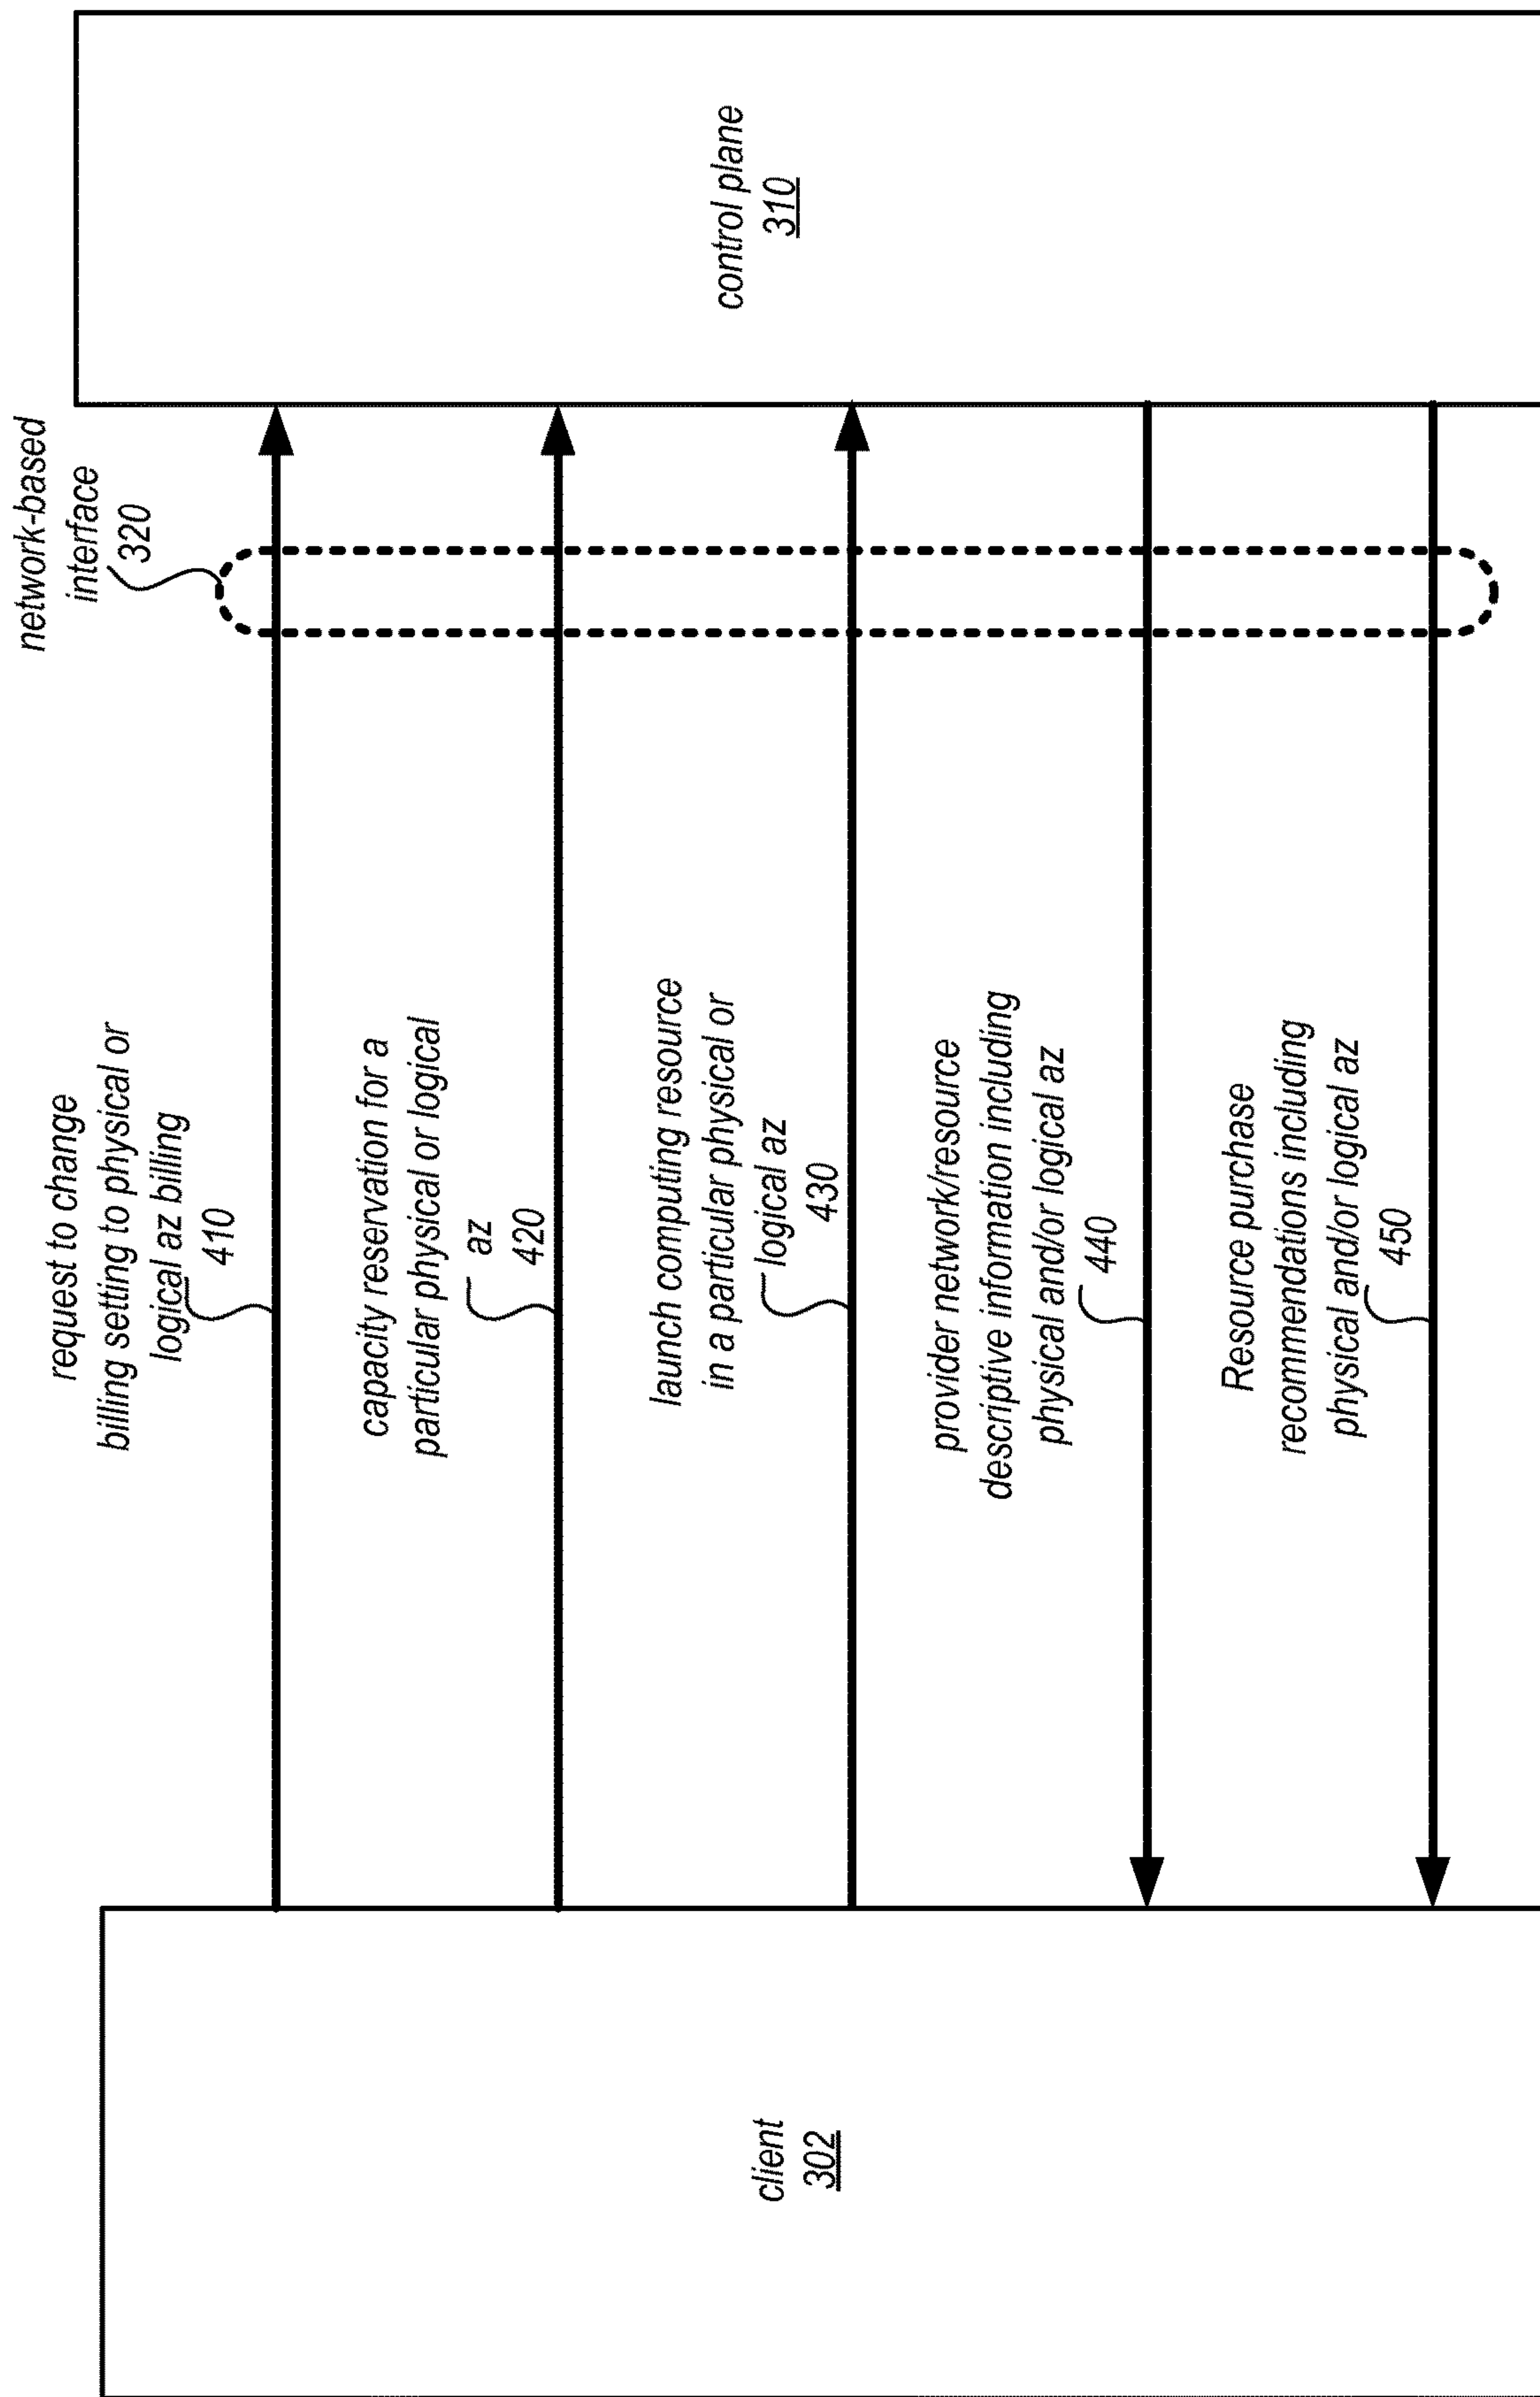 network-based
interface
320
control plane
310
client
302
request to change
billing setting to physical or
logical az billing
410
capacity reservation for a
particular physical or logical
az
420
launch computing resource
in a particular physical or
logical az
430
provider network/resource
descriptive information including
physical and/or logical az
440
Resource purchase
recommendations including
physical and/or logical az
450